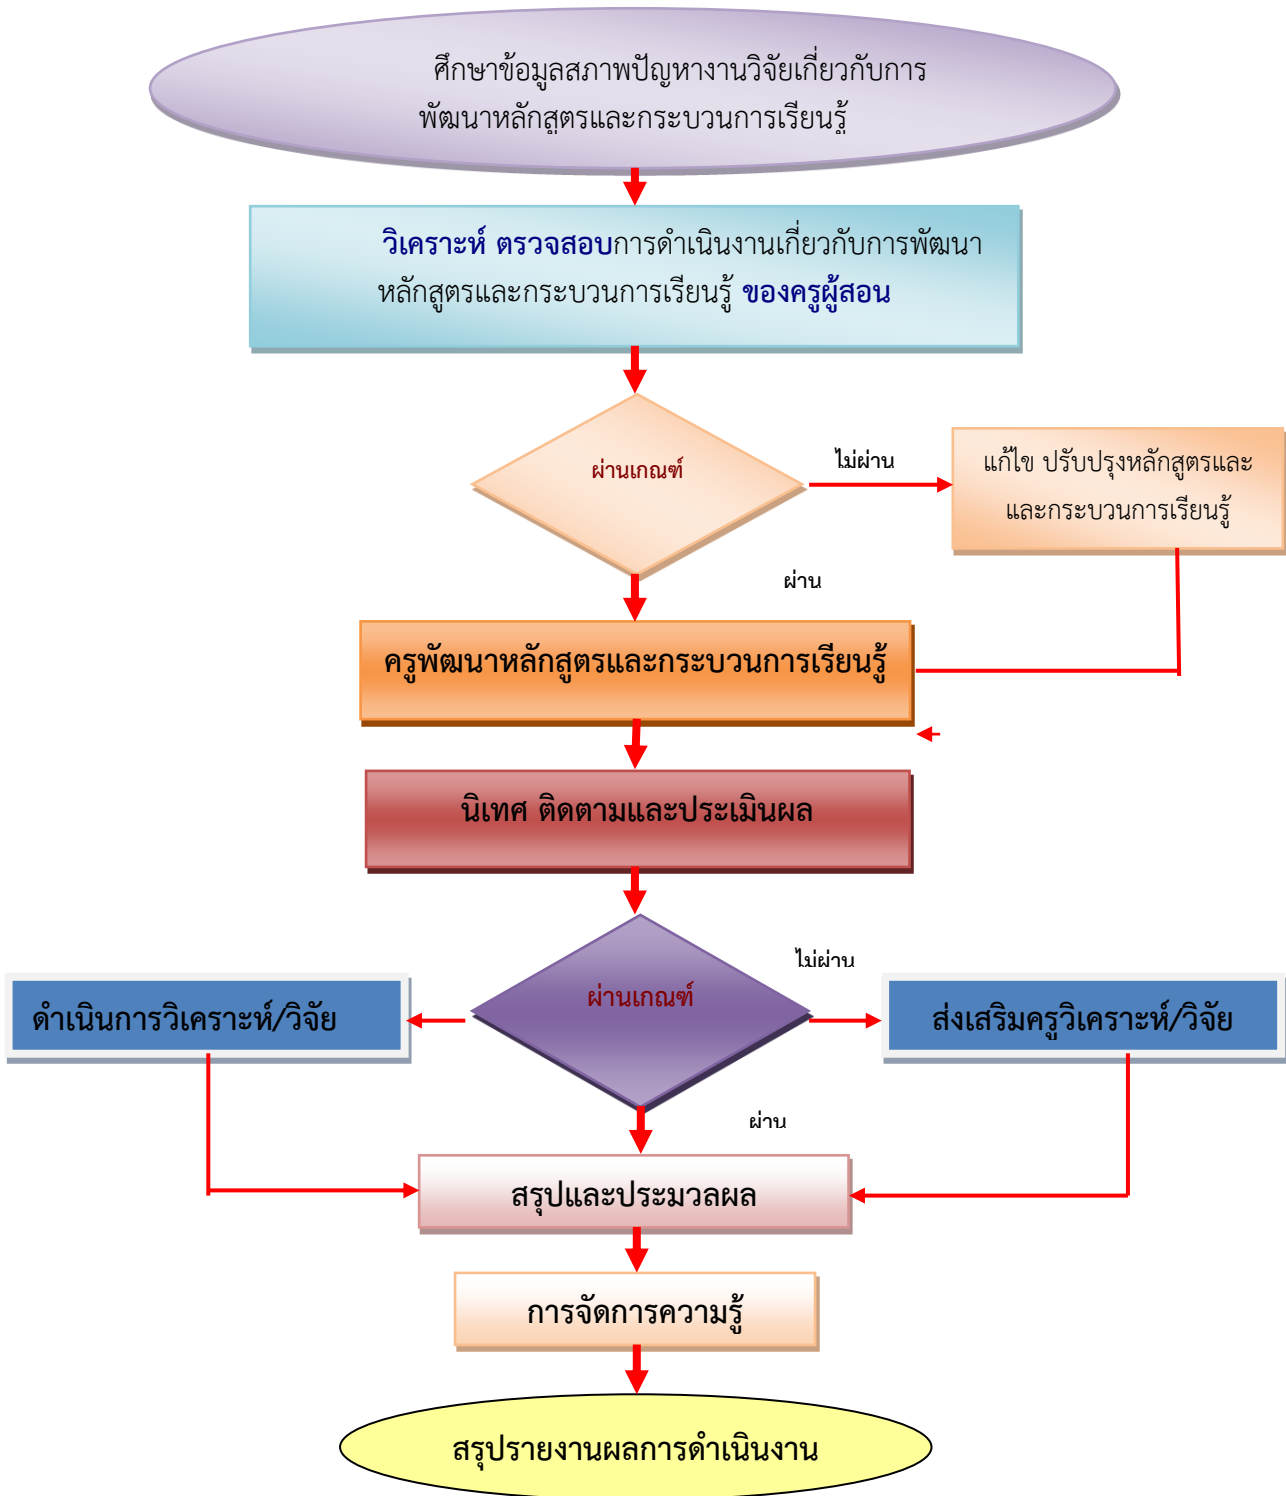 ศึกษาข้อมูลสภาพปัญหางานวิจัยเกี่ยวกับการ
พัฒนาหลักสูตรและกระบวนการเรียนรู้
วิเคราะห์ ตรวจสอบการดำเนินงานเกี่ยวกับการพัฒนา
หลักสูตรและกระบวนการเรียนรู้ ของครูผู้สอน
ผ่านเกณฑ์
ไม่ผ่าน
แก้ไข ปรับปรุงหลักสูตรและ
และกระบวนการเรียนรู้
ผ่าน
ครูพัฒนาหลักสูตรและกระบวนการเรียนรู้
นิเทศ ติดตามและประเมินผล
ไม่ผ่าน
ผ่านเกณฑ์
ดำเนินการวิเคราะห์/วิจัย
ส่งเสริมครูวิเคราะห์/วิจัย
ผ่าน
สรุปและประมวลผล
การจัดการความรู้
สรุปรายงานผลการดำเนินงาน